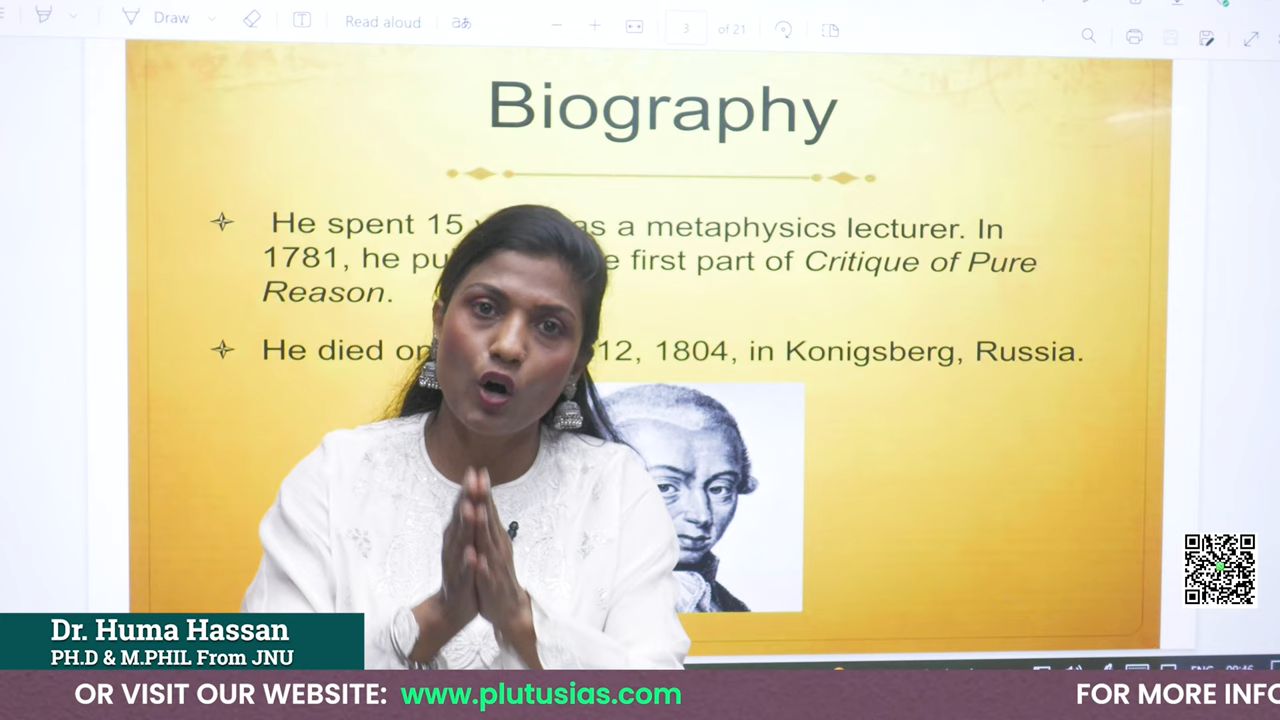 Draw
Read aloud
3 of 21
Biography
He spent 15 as a metaphysics lecturer. In
1781, he first part of Critique of Pure
Reason.
He died on 12, 1804, in Konigsberg, Russia.
Dr. Huma Hassan
PH.D & M.PHIL From JNU
OR VISIT OUR WEBSITE: www.plutusias.com
FOR MORE INFO